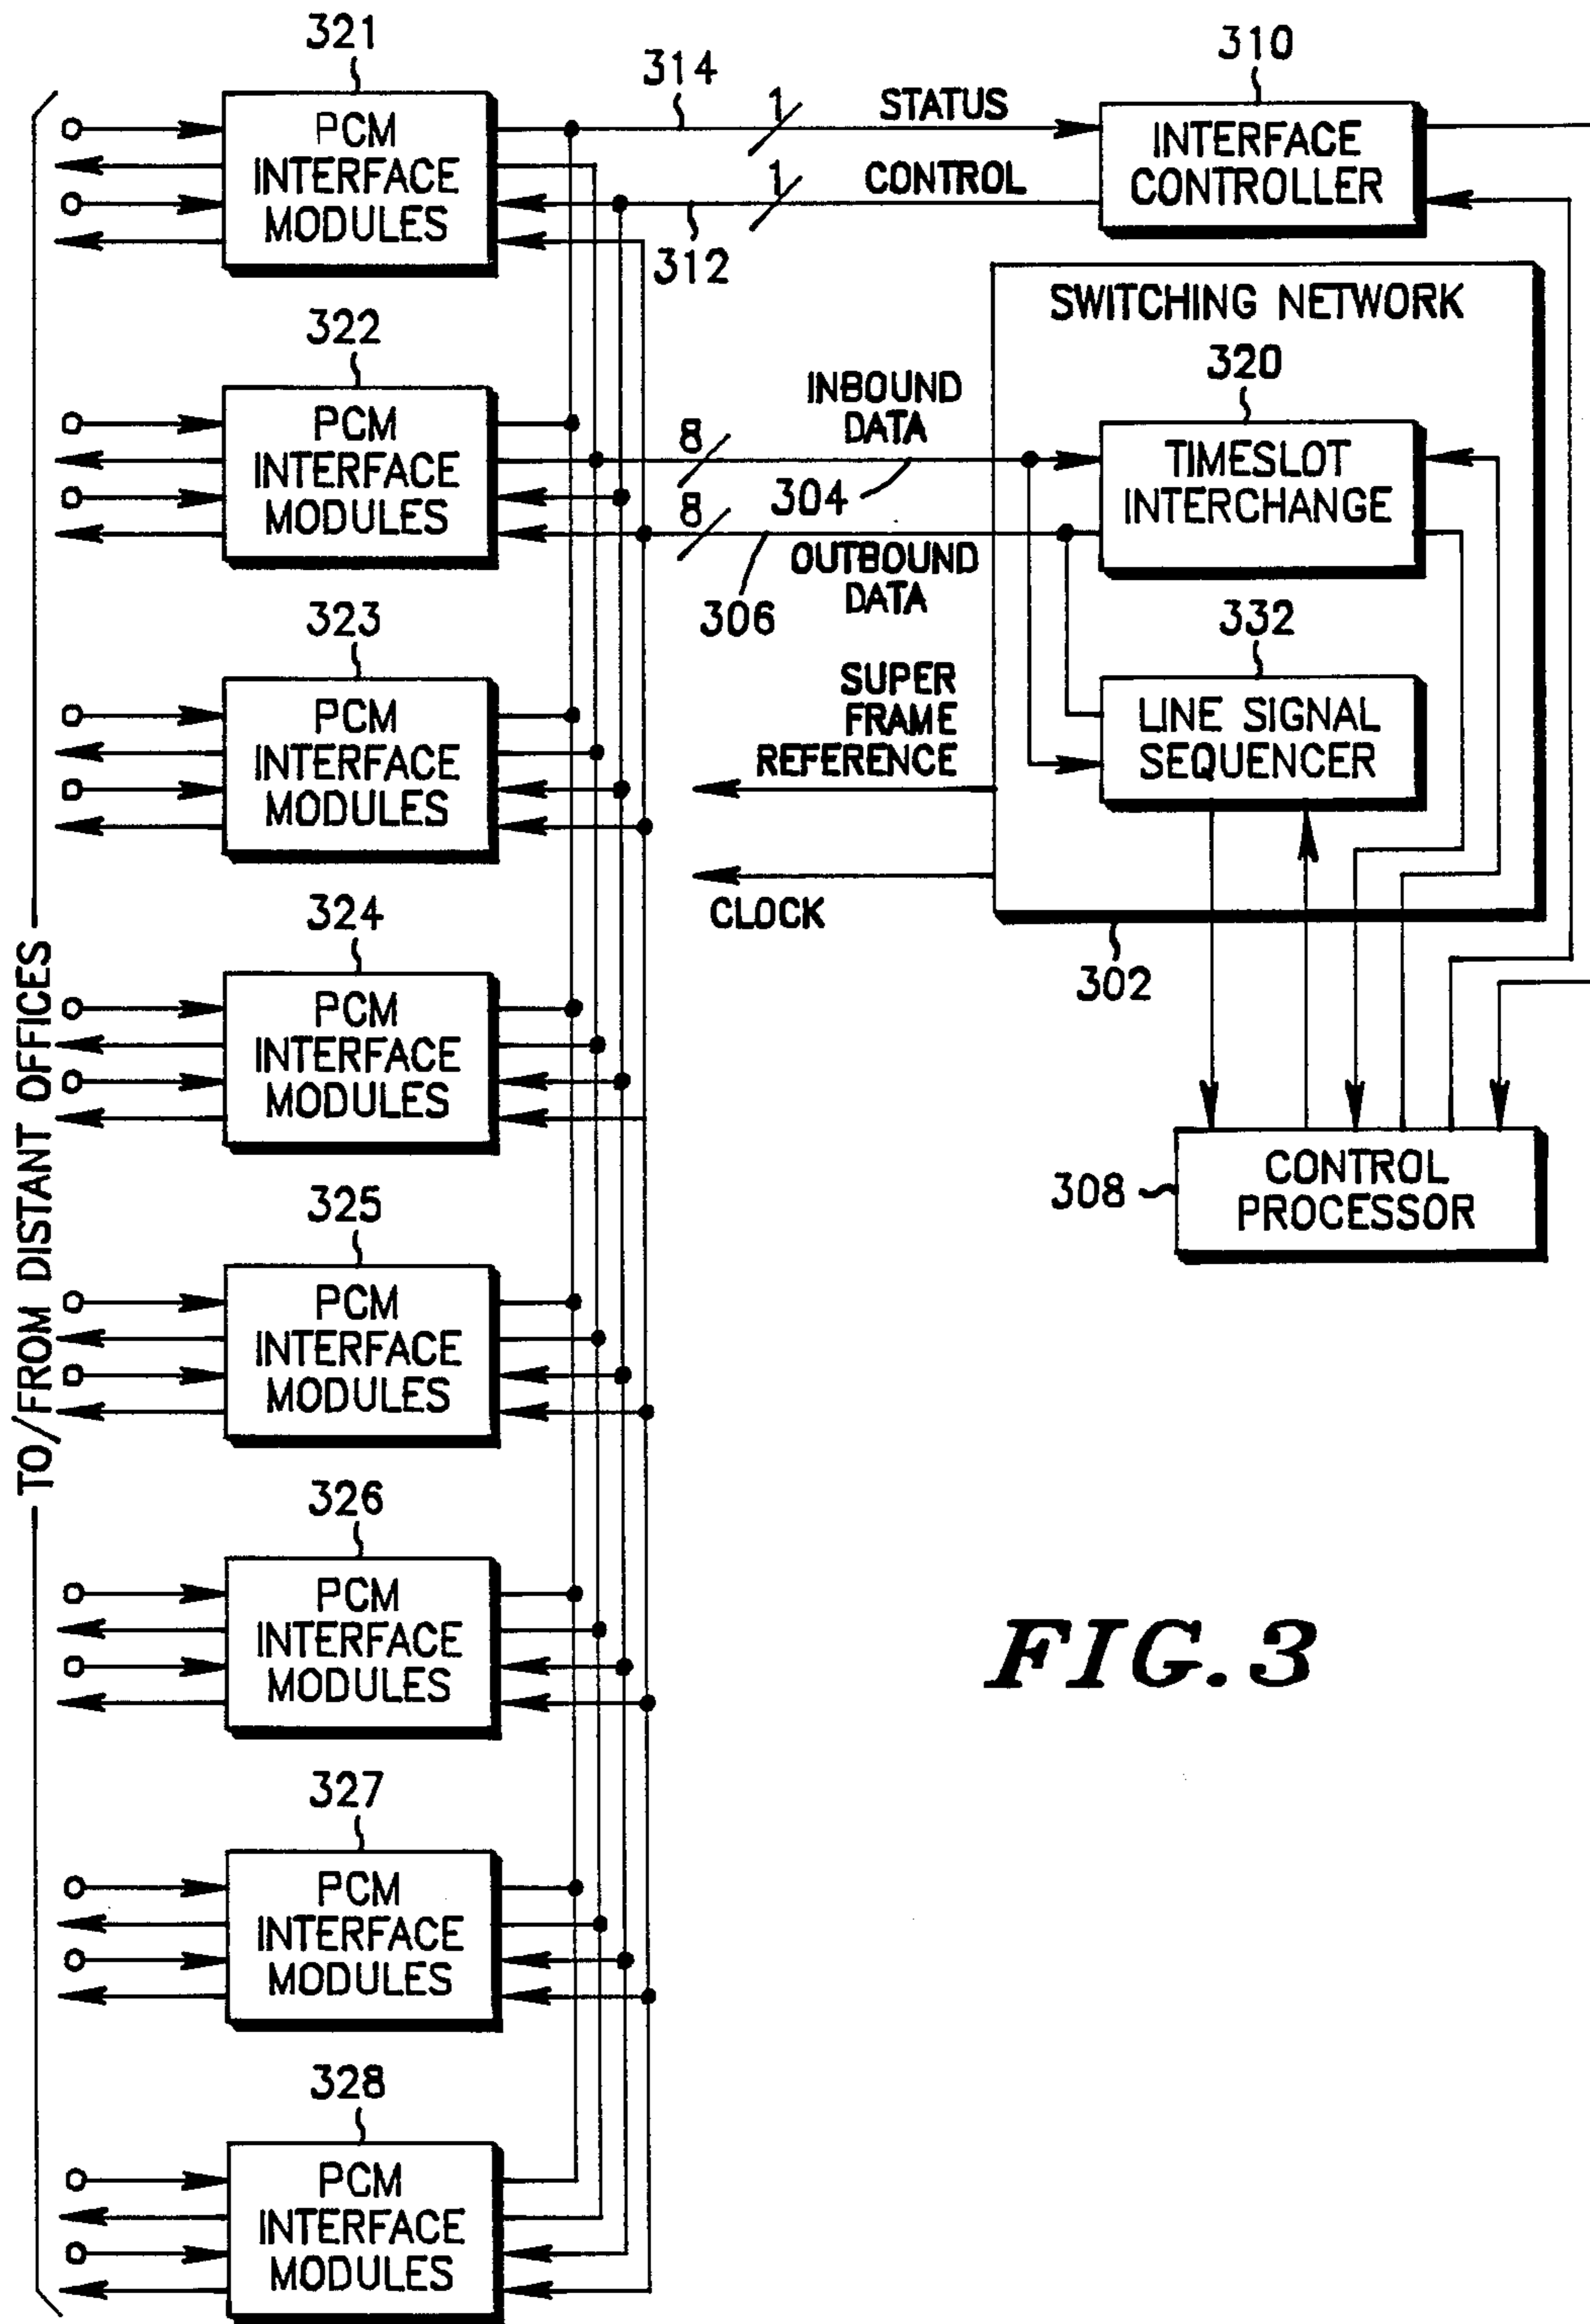 321
PCM
INTERFACE
MODULES
314
1
STATUS
1
CONTROL
312
310
INTERFACE
CONTROLLER
SWITCHING NETWORK
322
PCM
INTERFACE
MODULES
INBOUND
DATA
8
304
8
OUTBOUND
DATA
306
320
TIMESLOT
INTERCHANGE
323
PCM
INTERFACE
MODULES
SUPER
FRAME
REFERENCE
332
LINE SIGNAL
SEQUENCER
CLOCK
302
TO/FROM DISTANT OFFICES
324
PCM
INTERFACE
MODULES
308
CONTROL
PROCESSOR
325
PCM
INTERFACE
MODULES
326
PCM
INTERFACE
MODULES
FIG.3
327
PCM
INTERFACE
MODULES
328
PCM
INTERFACE
MODULES